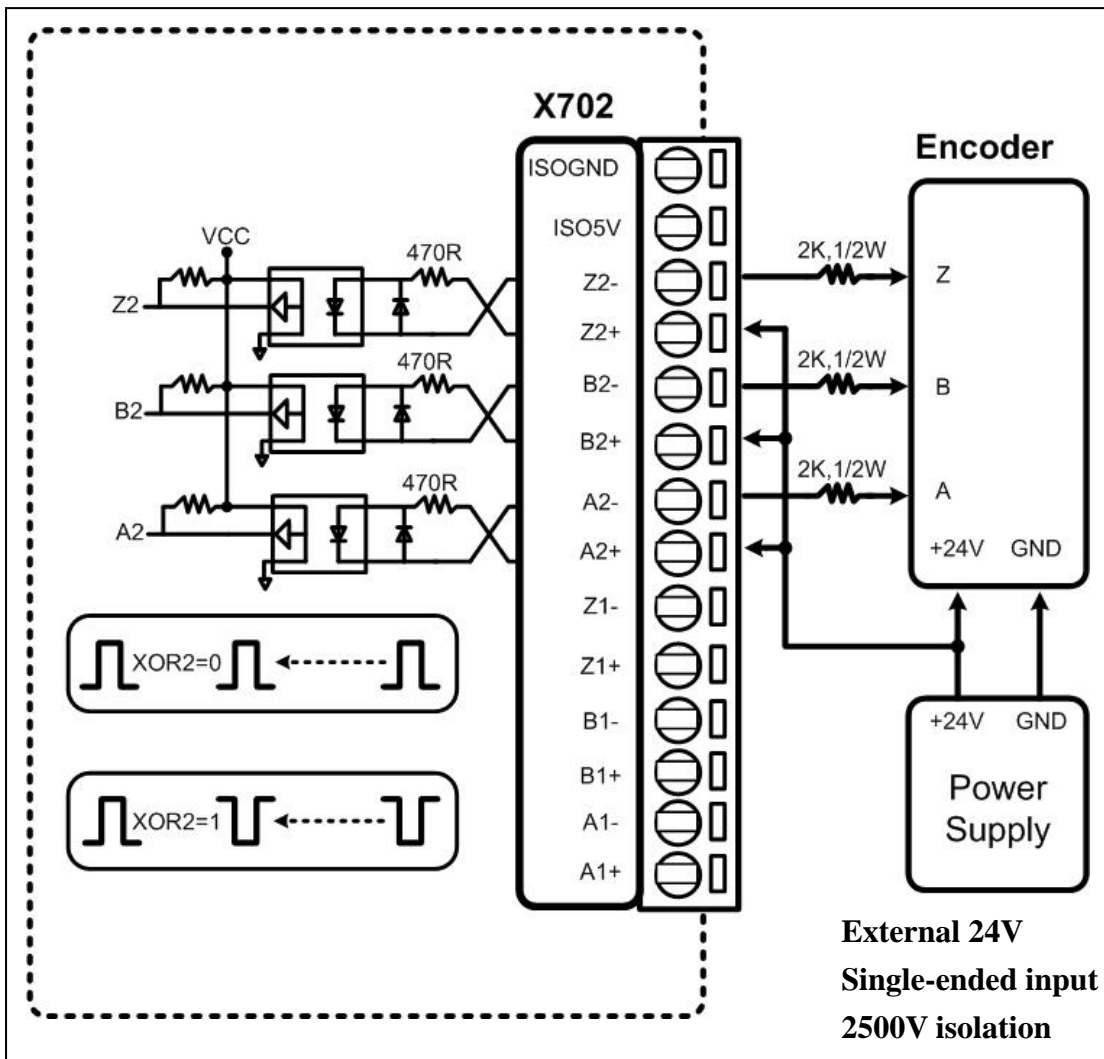 X702
Encoder
ISOGND
ISO5V
Z2-
Z2+
B2-
B2+
A2-
A2+
Z1-
Z1+
B1-
B1+
A1-
A1+
VCC
470R
Z2
470R
B2
470R
A2
2K,1/2W
Z
2K,1/2W
B
2K,1/2W
A
+24V GND
+24V GND
Power
Supply
XOR2=0
XOR2=1
External 24V
Single-ended input
2500V isolation